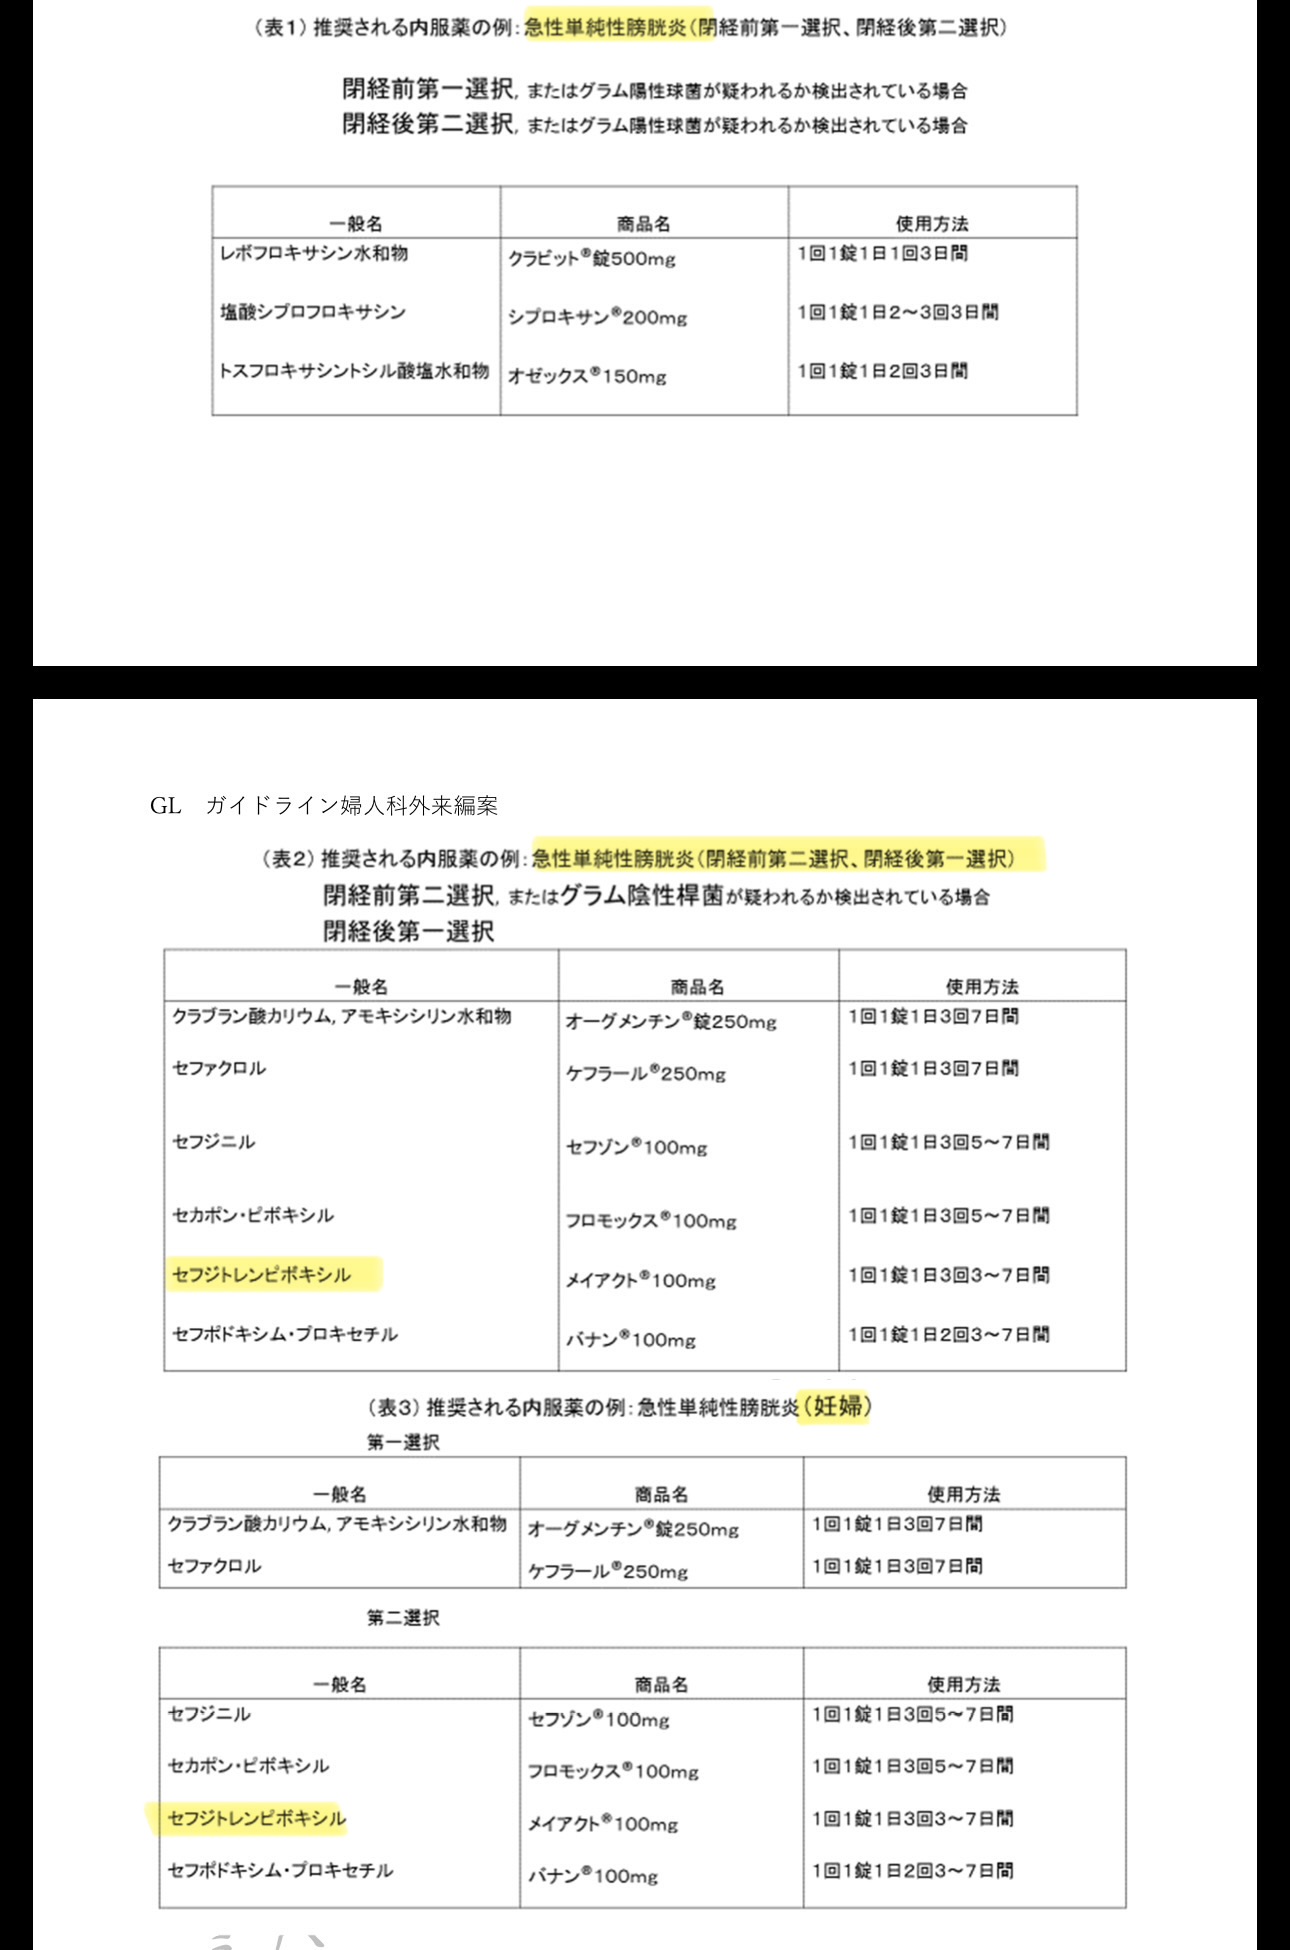 （表1）推奨される内服薬の例：急性単純性膀胱炎（閉経前第一選択、閉経後第二選択）
閉経前第一選択, またはグラム陽性球菌が疑われるか検出されている場合
閉経後第二選択, またはグラム陽性球菌が疑われるか検出されている場合
一般名 商品名 使用方法
レボフロキサシン水和物 クラビット®錠500mg 1回1錠1日1回3日間
塩酸シプロフロキサシン シプロキサン®200mg 1回1錠1日2～3回3日間
トスフロキサシントシル酸塩水和物 オゼックス®150mg 1回1錠1日2回3日間
GL　ガイドライン婦人科外来編案
（表2）推奨される内服薬の例：急性単純性膀胱炎（閉経前第二選択、閉経後第一選択）
閉経前第二選択, またはグラム陰性桿菌が疑われるか検出されている場合
閉経後第一選択
一般名 商品名 使用方法
クラブラン酸カリウム, アモキシシリン水和物 オーグメンチン®錠250mg 1回1錠1日3回7日間
セファクロル ケフラール®250mg 1回1錠1日3回7日間
セフジニル セフゾン®100mg 1回1錠1日3回5～7日間
セカポン・ピボキシル フロモックス®100mg 1回1錠1日3回5～7日間
セフジトレンピボキシル メイアクト®100mg 1回1錠1日3回3～7日間
セフポドキシム・プロキセチル バナン®100mg 1回1錠1日2回3～7日間
（表3）推奨される内服薬の例：急性単純性膀胱炎（妊婦）
第一選択
一般名 商品名 使用方法
クラブラン酸カリウム, アモキシシリン水和物 オーグメンチン®錠250mg 1回1錠1日3回7日間
セファクロル ケフラール®250mg 1回1錠1日3回7日間
第二選択
一般名 商品名 使用方法
セフジニル セフゾン®100mg 1回1錠1日3回5～7日間
セカポン・ピボキシル フロモックス®100mg 1回1錠1日3回5～7日間
セフジトレンピボキシル メイアクト®100mg 1回1錠1日3回3～7日間
セフポドキシム・プロキセチル バナン®100mg 1回1錠1日2回3～7日間